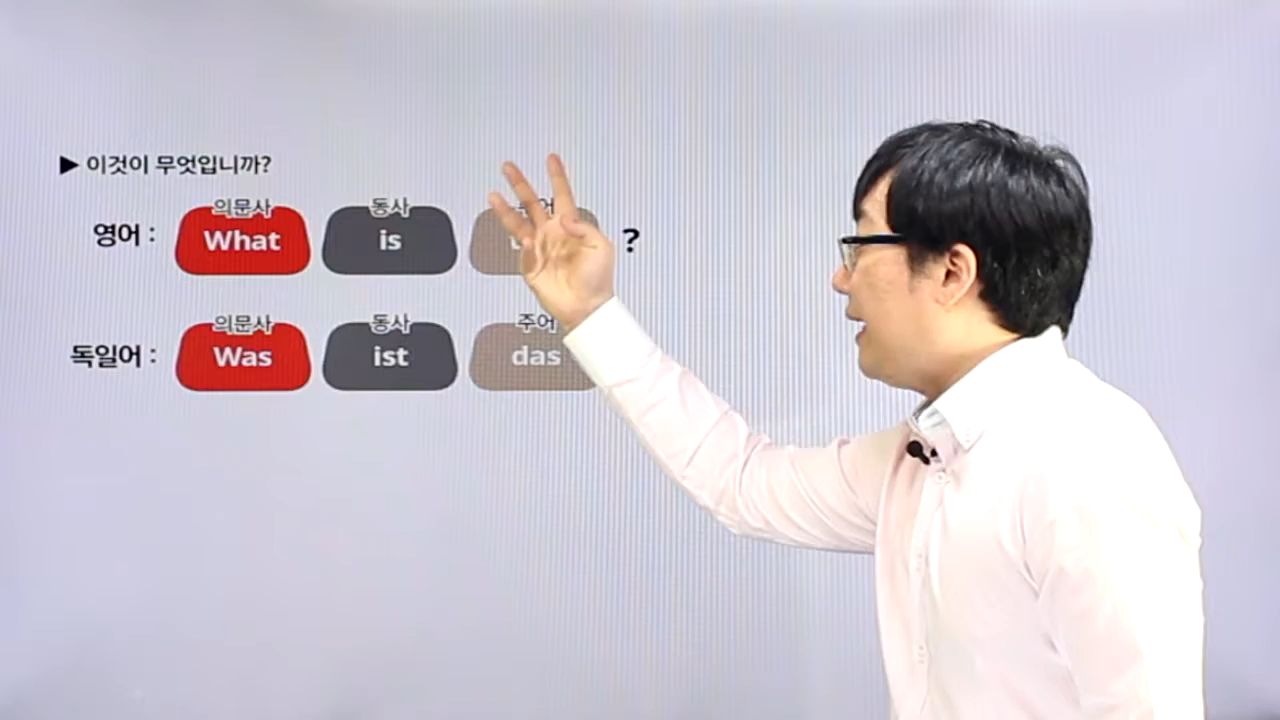 ▶ 이것이 무엇입니까?
의문사 동사
영어 : What is ?
의문사 동사 주어
독일어 : Was ist das